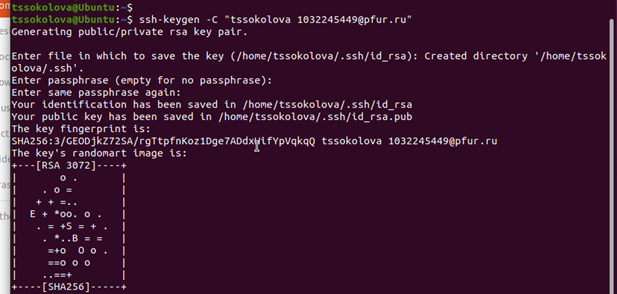 tssokolova@Ubuntu:~$
tssokolova@Ubuntu:~$ ssh-keygen -C "tssokolova 1032245449@pfur.ru"
Generating public/private rsa key pair.
Enter file in which to save the key (/home/tssokolova/.ssh/id_rsa): Created directory '/home/tssok
olova/.ssh'.
Enter passphrase (empty for no passphrase):
Enter same passphrase again:
Your identification has been saved in /home/tssokolova/.ssh/id_rsa
Your public key has been saved in /home/tssokolova/.ssh/id_rsa.pub
The key fingerprint is:
SHA256:3/GEODjkZ72SA/rgTtpfnKoz1Dge7ADdxHifYpVqkqQ tssokolova 1032245449@pfur.ru
The key's randomart image is:
+---[RSA 3072]----+
|       o .       |
|    . o =        |
|   + + =..       |
|  E + *oo. o .   |
|   . = +S = + .  |
|    . *..B = =   |
|     =+o  O o .  |
|     ==o o o     |
|    ..==+        |
+----[SHA256]-----+